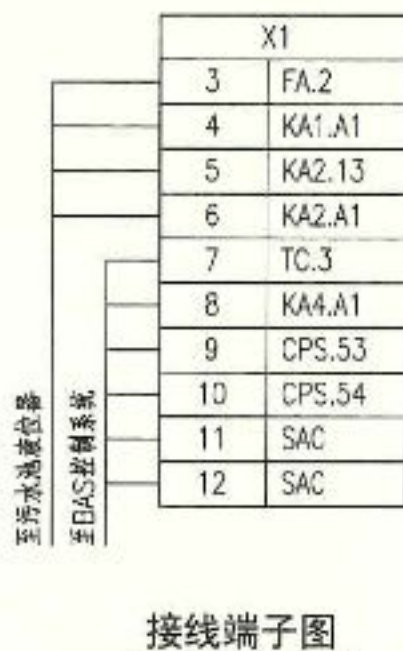 X1
3 FA.2
4 KA1.A1
5 KA2.13
6 KA2.A1
7 TC.3
8 KA4.A1
9 CPS.53
10 CPS.54
11 SAC
12 SAC
至污水池液位器
至BAS控制系统
接线端子图